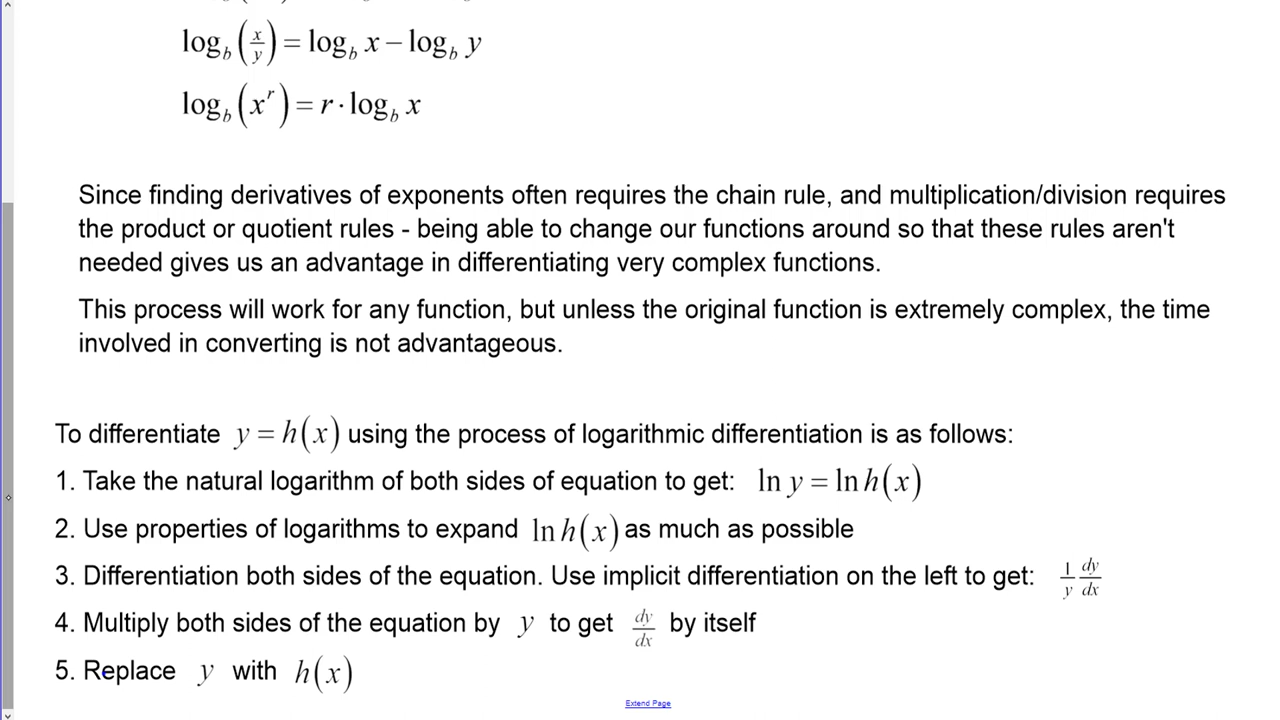 log_b(x/y) = log_b x − log_b y
log_b(x^r) = r · log_b x
Since finding derivatives of exponents often requires the chain rule, and multiplication/division requires
the product or quotient rules - being able to change our functions around so that these rules aren't
needed gives us an advantage in differentiating very complex functions.
This process will work for any function, but unless the original function is extremely complex, the time
involved in converting is not advantageous.
To differentiate y = h(x) using the process of logarithmic differentiation is as follows:
1. Take the natural logarithm of both sides of equation to get: ln y = ln h(x)
2. Use properties of logarithms to expand ln h(x) as much as possible
3. Differentiation both sides of the equation. Use implicit differentiation on the left to get: 1/y dy/dx
4. Multiply both sides of the equation by y to get dy/dx by itself
5. Replace y with h(x)
Extend Page